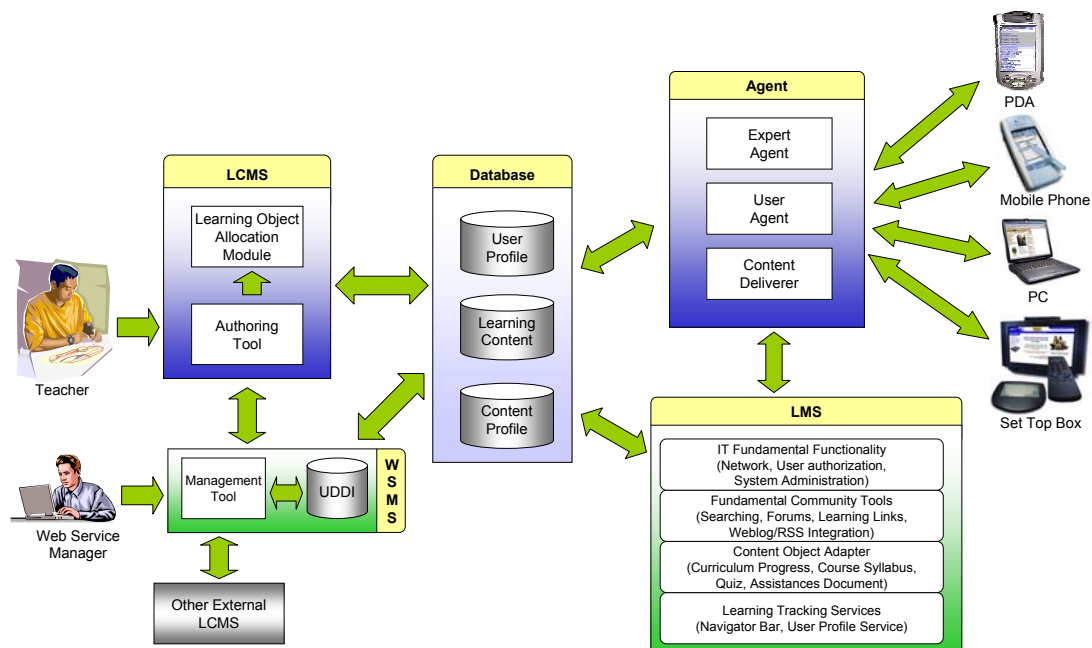 Teacher
Web Service
Manager
LCMS
Learning Object
Allocation
Module
Authoring
Tool
Management
Tool
UDDI
W
S
M
S
Other External
LCMS
Database
User
Profile
Learning
Content
Content
Profile
Agent
Expert
Agent
User
Agent
Content
Deliverer
LMS
IT Fundamental Functionality
(Network, User authorization,
System Administration)
Fundamental Community Tools
(Searching, Forums, Learning Links,
Weblog/RSS Integration)
Content Object Adapter
(Curriculum Progress, Course Syllabus,
Quiz, Assistances Document)
Learning Tracking Services
(Navigator Bar, User Profile Service)
PDA
Mobile Phone
PC
Set Top Box